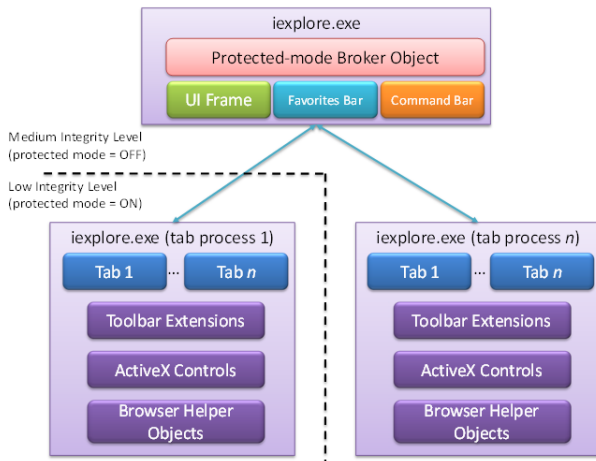 iexplore.exe
Protected-mode Broker Object
UI Frame
Favorites Bar
Command Bar
Medium Integrity Level
(protected mode = OFF)
Low Integrity Level
(protected mode = ON)
iexplore.exe (tab process 1)
Tab 1
...
Tab n
Toolbar Extensions
ActiveX Controls
Browser Helper
Objects
iexplore.exe (tab process n)
Tab 1
...
Tab n
Toolbar Extensions
ActiveX Controls
Browser Helper
Objects